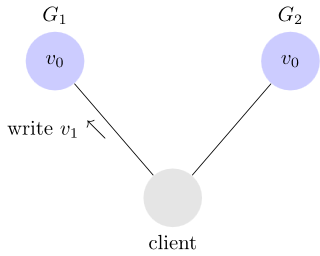 G₁
G₂
v₀
v₀
write v₁
client